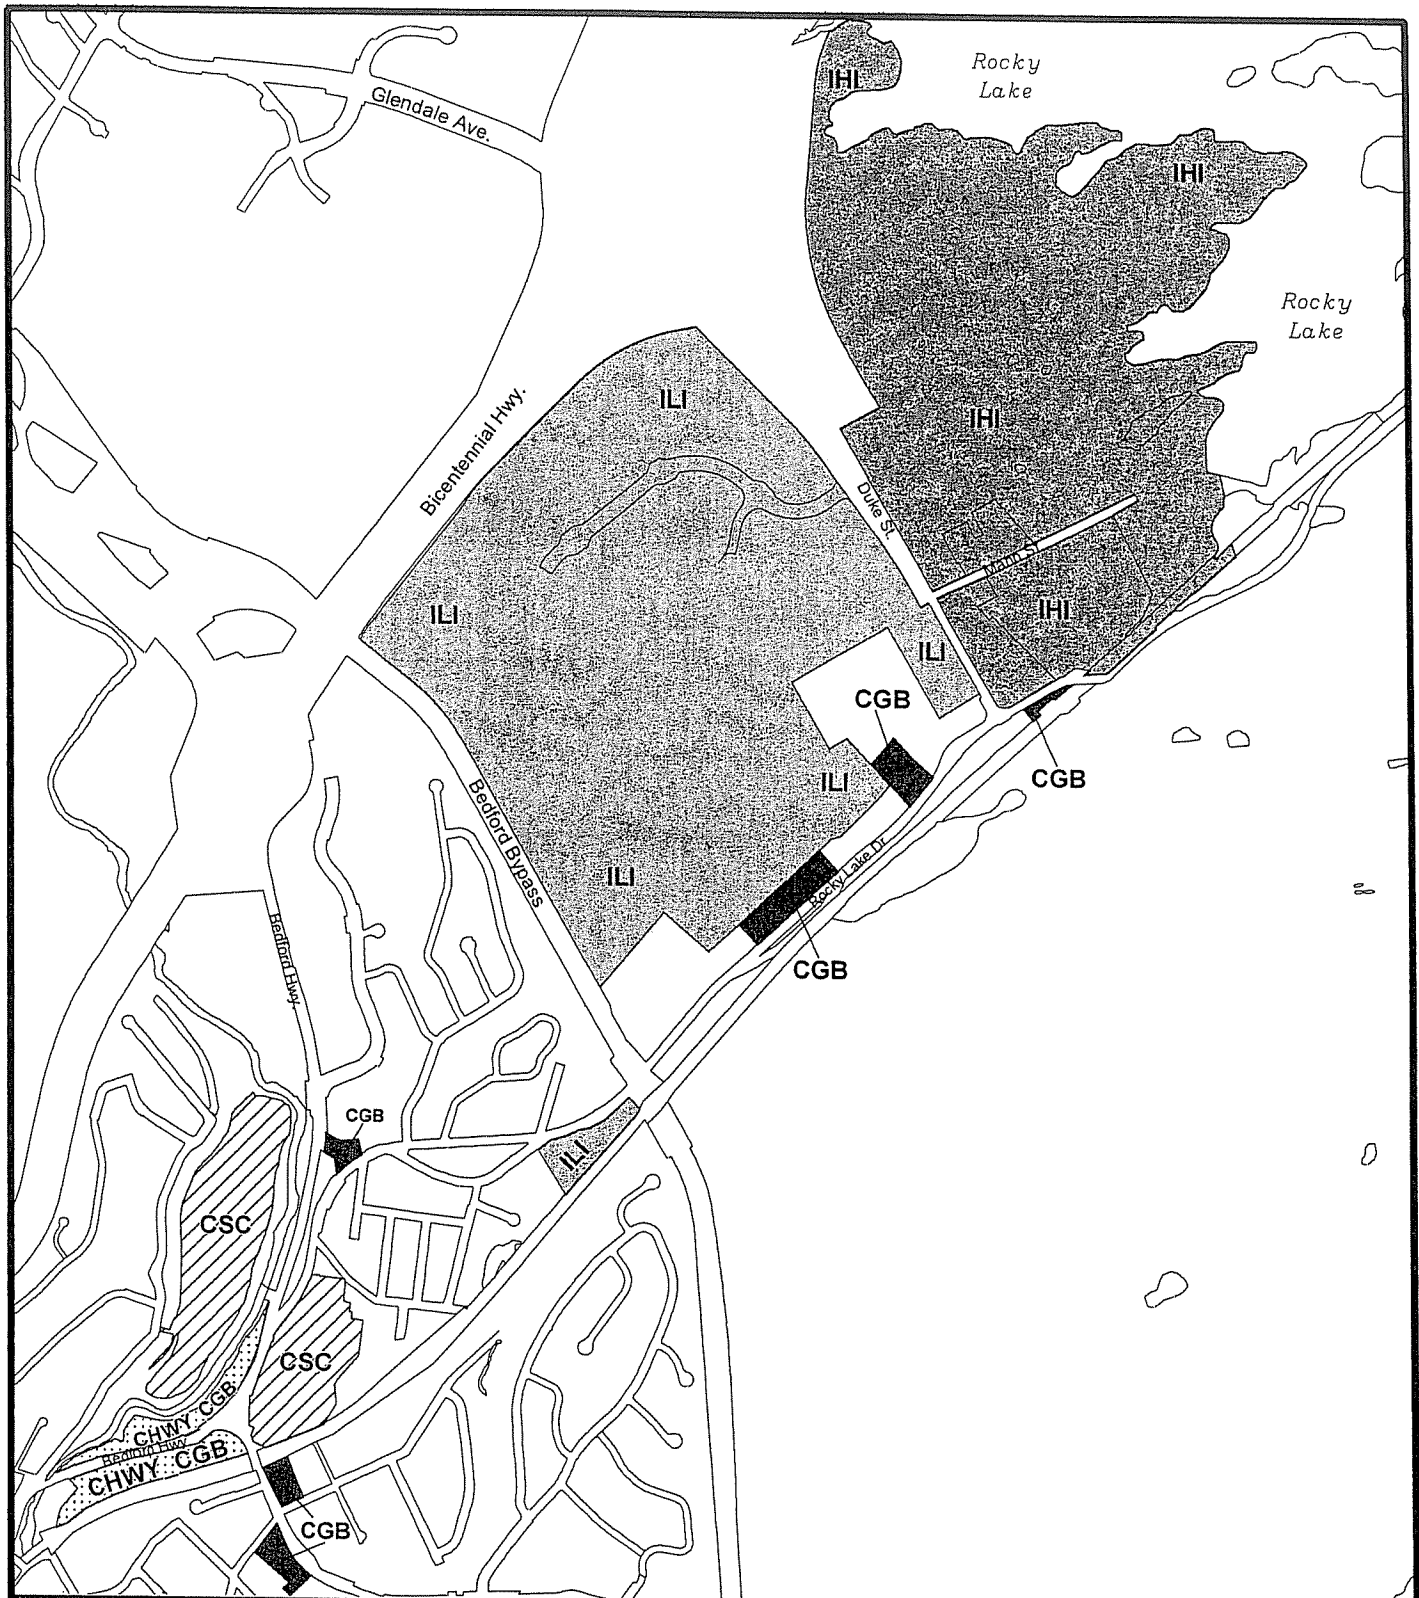 IHI
Rocky
Lake
Glendale Ave.
IHI
Rocky
Lake
Bicentennial Hwy.
ILI
IHI
Duke St.
Main St.
ILI
IHI
ILI
CGB
CGB
ILI
Bedford Bypass
Rocky Lake Dr
ILI
Bedford Hwy.
CGB
CGB
ILI
CSC
CSC
CHWY CGB
Bedford Hwy
CHWY CGB
CGB